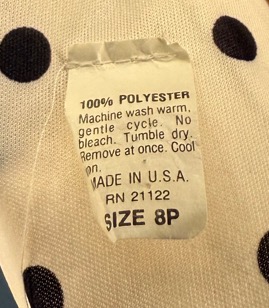 100% POLYESTER
Machine wash warm,
gentle cycle. No
bleach. Tumble dry.
Remove at once. Cool
on.
MADE IN U.S.A.
RN 21122
SIZE 8P